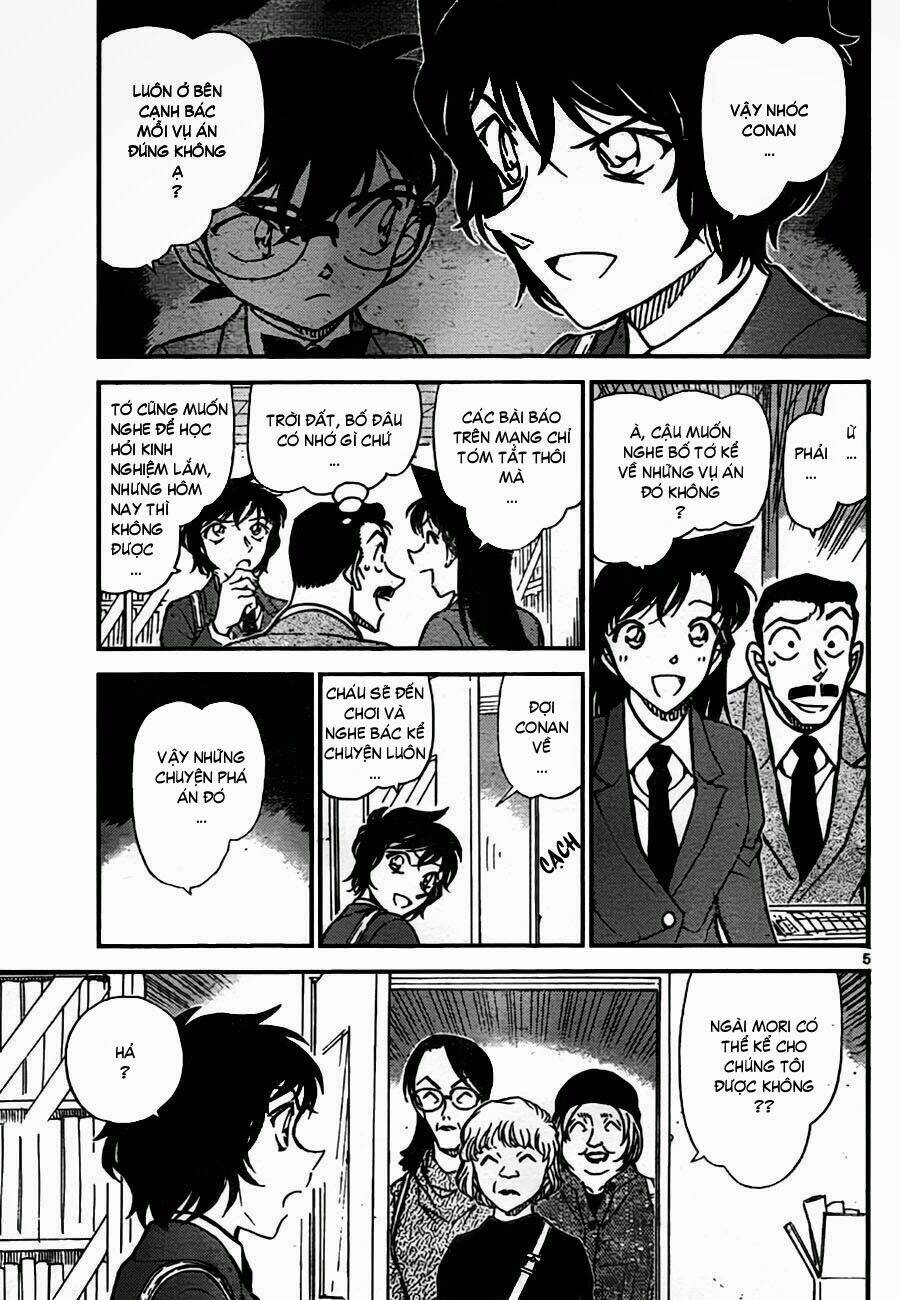 VẬY NHÓC
CONAN
...
LUÔN Ở BÊN
CẠNH BÁC
MỖI VỤ ÁN
ĐÚNG KHÔNG
Ạ
?
Ừ
...
PHẢI
À, CẬU MUỐN
NGHE BỐ TỚ KỂ
VỀ NHỮNG VỤ ÁN
ĐÓ KHÔNG
?
CÁC BÀI BÁO
TRÊN MẠNG CHỈ
TÓM TẮT THÔI
MÀ
...
TRỜI ĐẤT, BỐ ĐÂU
CÓ NHỚ GÌ CHỨ
...
TỚ CŨNG MUỐN
NGHE ĐỂ HỌC
HỎI KINH
NGHIỆM LẮM,
NHƯNG HÔM
NAY THÌ
KHÔNG
ĐƯỢC
...
ĐỢI
CONAN
VỀ
...
CHÁU SẼ ĐẾN
CHƠI VÀ
NGHE BÁC KỂ
CHUYỆN LUÔN
...
CẠCH
VẬY NHỮNG
CHUYỆN PHÁ
ÁN ĐÓ
...
5
NGÀI MORI CÓ
THỂ KỂ CHO
CHÚNG TÔI
ĐƯỢC KHÔNG
??
HẢ
?